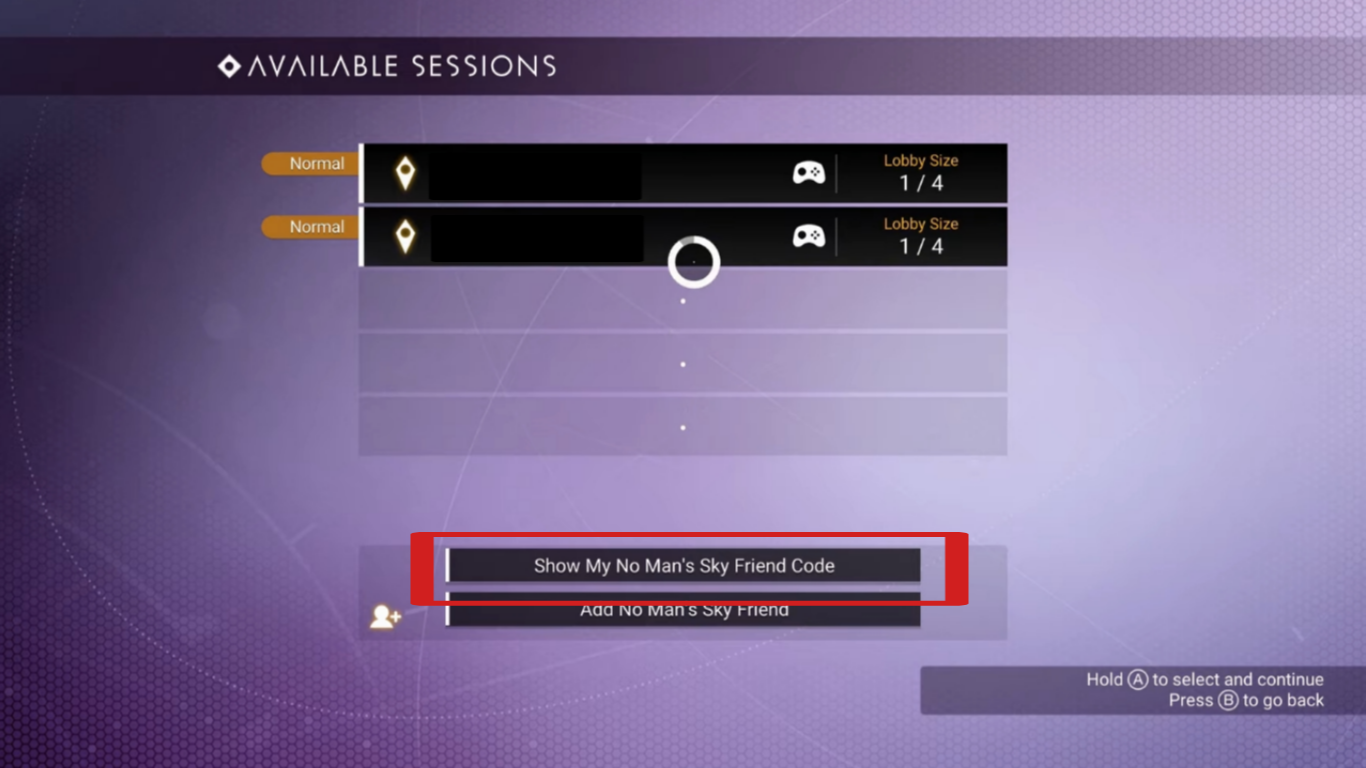 AVAILABLE SESSIONS
Normal
Lobby Size
1 / 4
Normal
Lobby Size
1 / 4
Show My No Man's Sky Friend Code
Add No Man's Sky Friend
Hold A to select and continue
Press B to go back